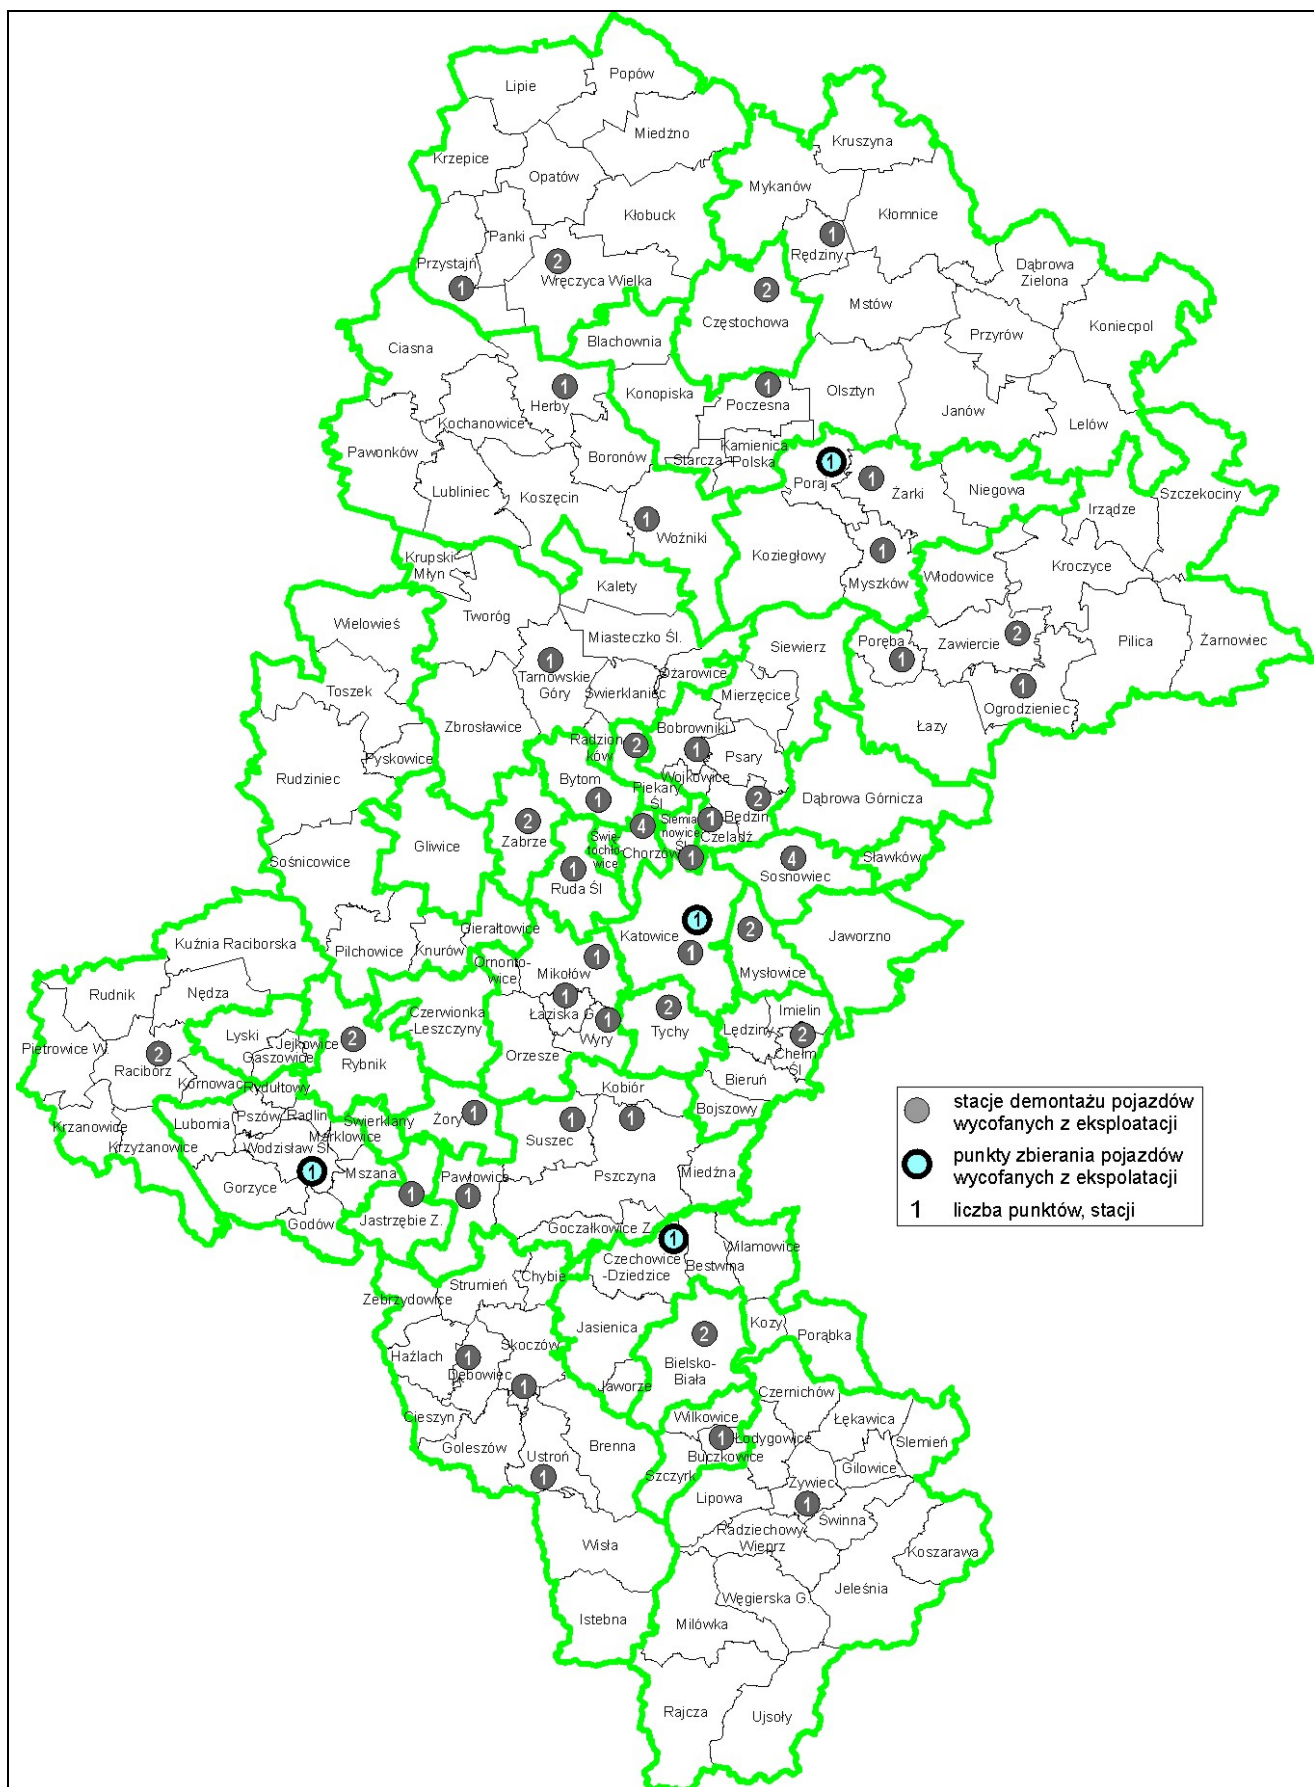 Lipie
Popów
Miedźno
Krzepice
Opatów
Kłobuck
Panki
Przystajń
1
2
Wręczyca Wielka
Kruszyna
Mykanów
Kłomnice
1
Rędziny
Dąbrowa
Zielona
2
Częstochowa
Mstów
Przyrów
Koniecpol
Ciasna
Blachownia
Konopiska
1
Herby
Kochanowice
1
Poczesna
Olsztyn
Janów
Lelów
Pawonków
Boronów
Starcza
Kamienica
Polska
1
Poraj
1
Żarki
Niegowa
Szczekociny
Irządze
Lubliniec
Koszęcin
1
Woźniki
Koziegłowy
1
Myszków
Włodowice
Kroczyce
Krupski
Młyn
Kalety
Tworóg
Wielowieś
Miasteczko Śl.
Siewierz
Poręba
1
Zawiercie
2
Pilica
Żarnowiec
1
Tarnowskie
Góry
Świerklaniec
Ożarowice
Mierzęcice
1
Ogrodzieniec
Toszek
Zbrosławice
Łazy
Radzion
ków
2
Bobrowniki
1
Psary
Rudziniec
Pyskowice
Wojkowice
Bytom
1
Piekary
Śl
2
Będzin
Dąbrowa Górnicza
2
Zabrze
4
Chorzów
Siemia
nowice
Śl
1
Czeladź
1
Gliwice
Świę-
tochło-
wice
1
Ruda Śl
4
Sosnowiec
Sławków
Sośnicowice
Kuźnia Raciborska
Pilchowice
Knurów
Gierałtowice
Ornonto-
wice
1
Mikołów
1
Katowice
1
2
Mysłowice
Jaworzno
Rudnik
Nędza
1
Łaziska G.
1
Wyry
2
Tychy
Imielin
Lędziny
2
Chełm
Śl
Czerwionka
-Leszczyny
Orzesze
Lyski
Jejkowice
Gaszowice
2
Rybnik
Pietrowice W.
2
Racibórz
Kornowac
Rydułtowy
Bieruń
Bojszowy
Kobiór
Krzanowice
Krzyżanowice
Lubomia
Pszów
Radlin
Marklowice
Wodzisław Śl.
1
Świerklany
1
Żory
1
Suszec
1
Mszana
Gorzyce
Godów
1
Jastrzębie Z.
Pawłowice
1
Pszczyna
Miedźna
Goczałkowice Z.
1
Czechowice
-Dziedzice
Bestwina
Wilamowice
stacje demontażu pojazdów
wycofanych z eksploatacji
punkty zbierania pojazdów
wycofanych z ekspolatacji
1
liczba punktów, stacji
Zebrzydowice
Strumień
Chybie
Jasienica
2
Bielsko-
Biała
Kozy
Porąbka
Haźlach
1
Dębowiec
Skoczów
1
Jaworze
Cieszyn
Goleszów
Brenna
Ustroń
1
Wilkowice
1
Buczkowice
Szczyrk
Czernichów
Łodygowice
Łękawica
Ślemień
Gilowice
Żywiec
1
Lipowa
Świnna
Radziechowy-
Wieprz
Koszarawa
Wisła
Jeleśnia
Węgierska G.
Milówka
Istebna
Rajcza
Ujsoły